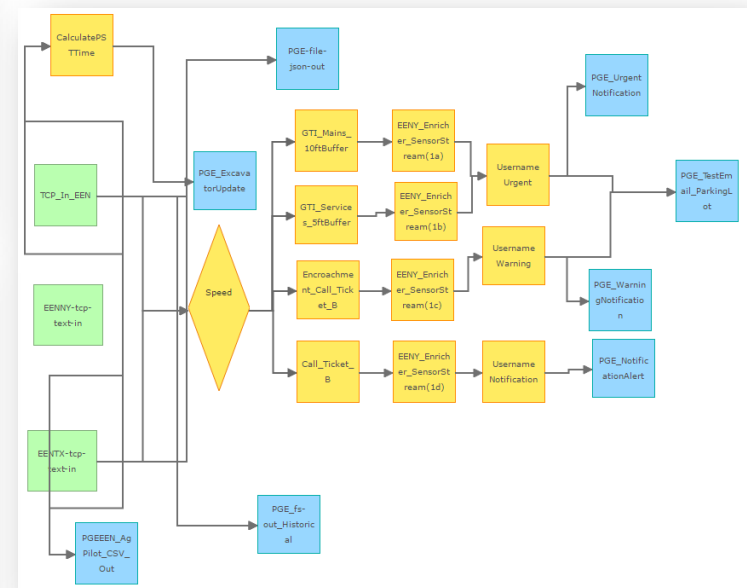 CalculatePS
TTime
PGE-file-
json-out
PGE_Urgent
Notification
GTI_Mains_
10ftBuffer
EENY_Enrich
er_SensorSt
ream(1a)
Username
Urgent
PGE_TestEm
ail_ParkingL
ot
TCP_In_EEN
PGE_Excava
torUpdate
GTI_Service
s_5ftBuffer
EENY_Enrich
er_SensorSt
ream(1b)
Username
Warning
Speed
Encroachme
nt_Call_Tick
et_B
EENY_Enrich
er_SensorSt
ream(1c)
PGE_Warnin
gNotificatio
n
EENNY-tcp-
text-in
Call_Ticket_
B
EENY_Enrich
er_SensorSt
ream(1d)
Username
Notification
PGE_Notific
ationAlert
EENTX-tcp-
text-in
PGE_fs-
out_Historic
al
PGEEEN_Ag
Pilot_CSV_
Out